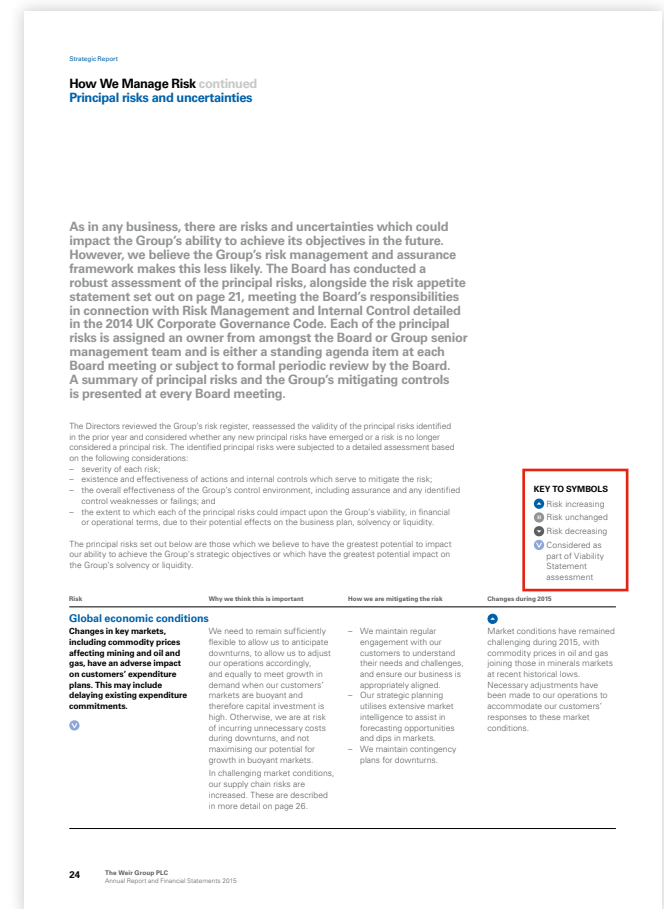 Strategic Report
How We Manage Risk continued
Principal risks and uncertainties
As in any business, there are risks and uncertainties which could
impact the Group's ability to achieve its objectives in the future.
However, we believe the Group's risk management and assurance
framework makes this less likely. The Board has conducted a
robust assessment of the principal risks, alongside the risk appetite
statement set out on page 21, meeting the Board's responsibilities
in connection with Risk Management and Internal Control detailed
in the 2014 UK Corporate Governance Code. Each of the principal
risks is assigned an owner from amongst the Board or Group senior
management team and is either a standing agenda item at each
Board meeting or subject to formal periodic review by the Board.
A summary of principal risks and the Group's mitigating controls
is presented at every Board meeting.
The Directors reviewed the Group's risk register, reassessed the validity of the principal risks identified
in the prior year and considered whether any new principal risks have emerged or a risk is no longer
considered a principal risk. The identified principal risks were subjected to a detailed assessment based
on the following considerations:
– severity of each risk;
– existence and effectiveness of actions and internal controls which serve to mitigate the risk;
– the overall effectiveness of the Group's control environment, including assurance and any identified
control weaknesses or failings; and
– the extent to which each of the principal risks could impact upon the Group's viability, in financial
or operational terms, due to their potential effects on the business plan, solvency or liquidity.
The principal risks set out below are those which we believe to have the greatest potential to impact
our ability to achieve the Group's strategic objectives or which have the greatest potential impact on
the Group's solvency or liquidity.
KEY TO SYMBOLS
Risk increasing
Risk unchanged
Risk decreasing
V Considered as
part of Viability
Statement
assessment
Risk
Why we think this is important
How we are mitigating the risk
Changes during 2015
Global economic conditions
Changes in key markets,
including commodity prices
affecting mining and oil and
gas, have an adverse impact
on customers' expenditure
plans. This may include
delaying existing expenditure
commitments.
V
We need to remain sufficiently
flexible to allow us to anticipate
downturns, to allow us to adjust
our operations accordingly,
and equally to meet growth in
demand when our customers'
markets are buoyant and
therefore capital investment is
high. Otherwise, we are at risk
of incurring unnecessary costs
during downturns, and not
maximising our potential for
growth in buoyant markets.
In challenging market conditions,
our supply chain risks are
increased. These are described
in more detail on page 26.
– We maintain regular
engagement with our
customers to understand
their needs and challenges,
and ensure our business is
appropriately aligned.
– Our strategic planning
utilises extensive market
intelligence to assist in
forecasting opportunities
and dips in markets.
– We maintain contingency
plans for downturns.
Market conditions have remained
challenging during 2015, with
commodity prices in oil and gas
joining those in minerals markets
at recent historical lows.
Necessary adjustments have
been made to our operations to
accommodate our customers'
responses to these market
conditions.
24
The Weir Group PLC
Annual Report and Financial Statements 2015